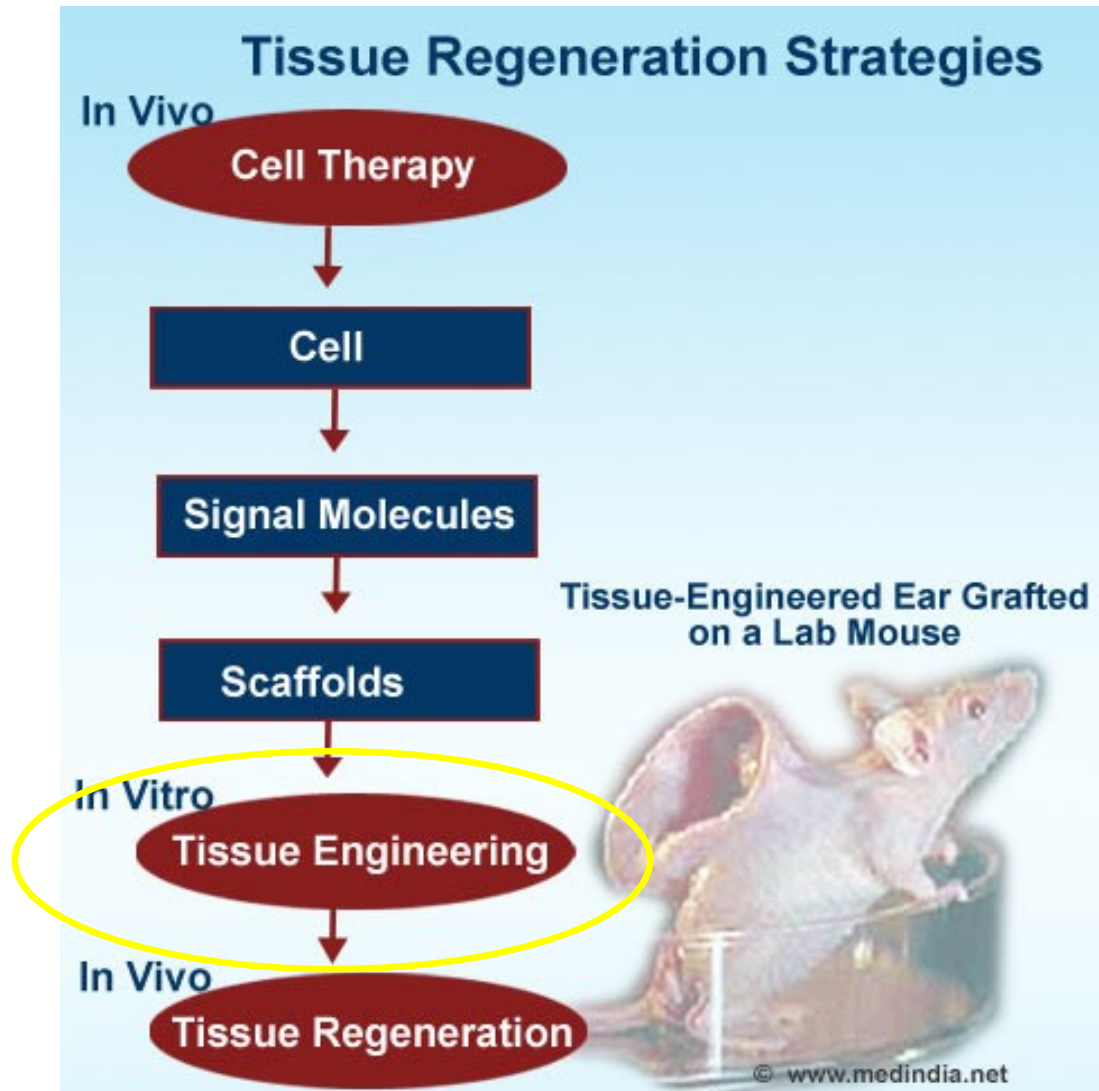 Tissue Regeneration Strategies
In Vivo
Cell Therapy
Cell
Signal Molecules
Scaffolds
Tissue-Engineered Ear Grafted
on a Lab Mouse
In Vitro
Tissue Engineering
In Vivo
Tissue Regeneration
© www.medindia.net